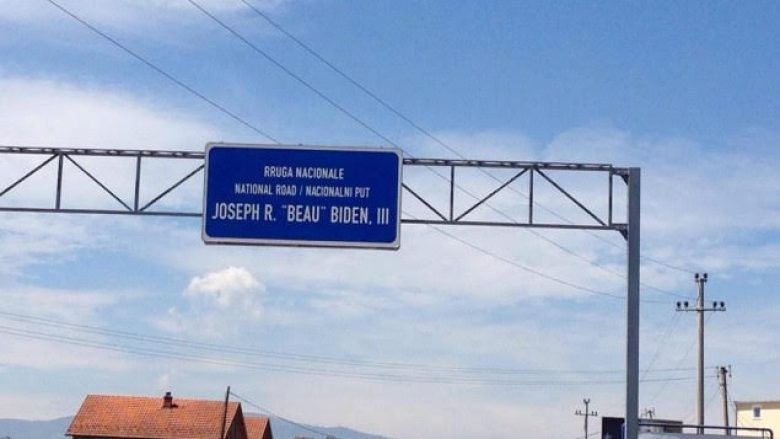 RRUGA NACIONALE
NATIONAL ROAD / NACIONALNI PUT
JOSEPH R. "BEAU" BIDEN, III